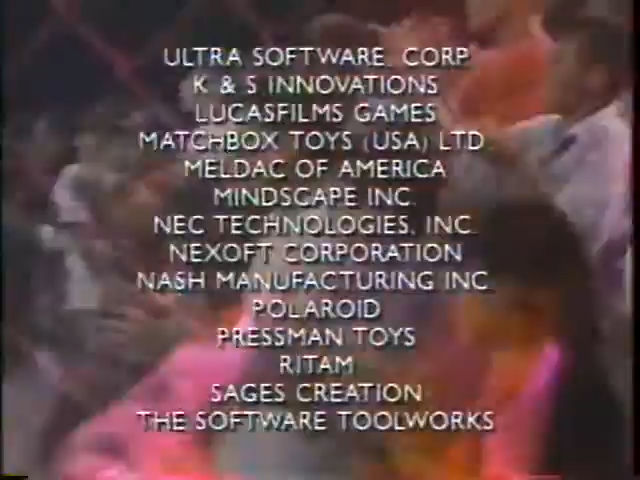 ULTRA SOFTWARE, CORP.
K & S INNOVATIONS
LUCASFILMS GAMES
MATCHBOX TOYS (USA) LTD.
MELDAC OF AMERICA
MINDSCAPE INC.
NEC TECHNOLOGIES, INC.
NEXOFT CORPORATION
NASH MANUFACTURING INC.
POLAROID
PRESSMAN TOYS
RITAM
SAGES CREATION
THE SOFTWARE TOOLWORKS